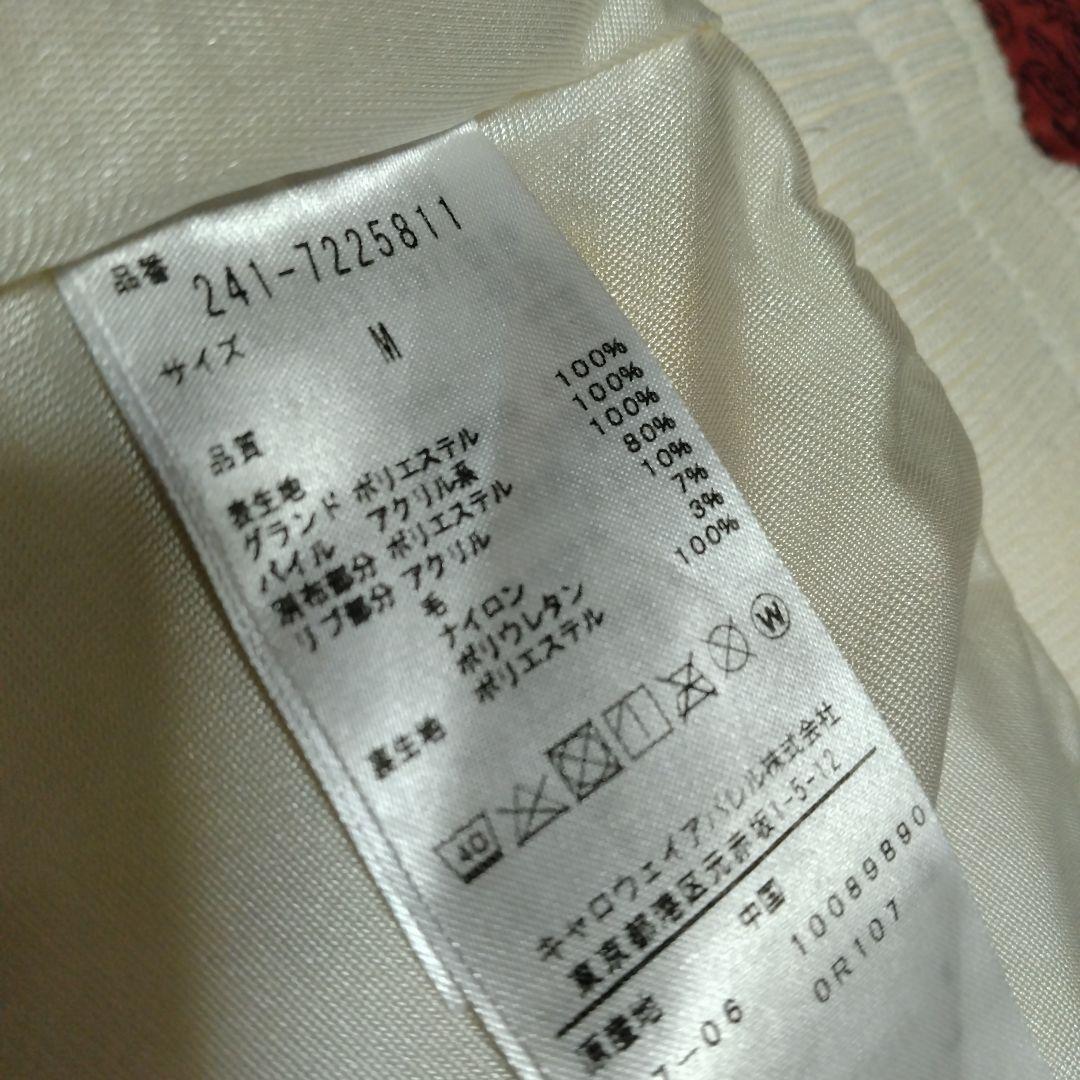 品番 241-7225811
サイズ M
品質
表生地
グランド ポリエステル 100%
パイル アクリル系 100%
別布部分 ポリエステル 100%
リブ部分 アクリル 80%
毛 10%
ナイロン 7%
ポリウレタン 3%
裏生地 ポリエステル 100%
40 W
キャロウェイアパレル株式会社
東京都港区元赤坂1-5-12
原産地 中国
10089890
-06 0R107